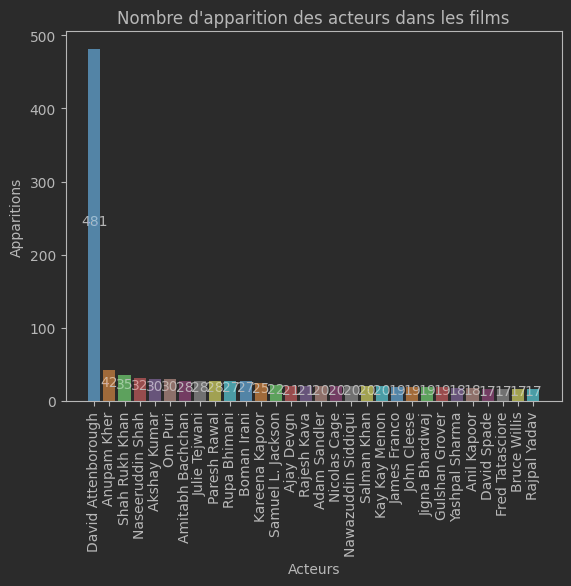 Nombre d'apparition des acteurs dans les films
Apparitions
500
400
300
200
100
0
481
42
35
32
30
30
28
28
28
27
27
25
22
21
21
20
20
20
20
20
19
19
19
19
18
18
17
17
17
17
David Attenborough
Anupam Kher
Shah Rukh Khan
Naseeruddin Shah
Akshay Kumar
Om Puri
Amitabh Bachchan
Julie Tejwani
Paresh Rawal
Rupa Bhimani
Boman Irani
Kareena Kapoor
Samuel L. Jackson
Ajay Devgn
Rajesh Kava
Adam Sandler
Nicolas Cage
Nawazuddin Siddiqui
Salman Khan
Kay Kay Menon
James Franco
John Cleese
Jigna Bhardwaj
Gulshan Grover
Yashpal Sharma
Anil Kapoor
David Spade
Fred Tatasciore
Bruce Willis
Rajpal Yadav
Acteurs